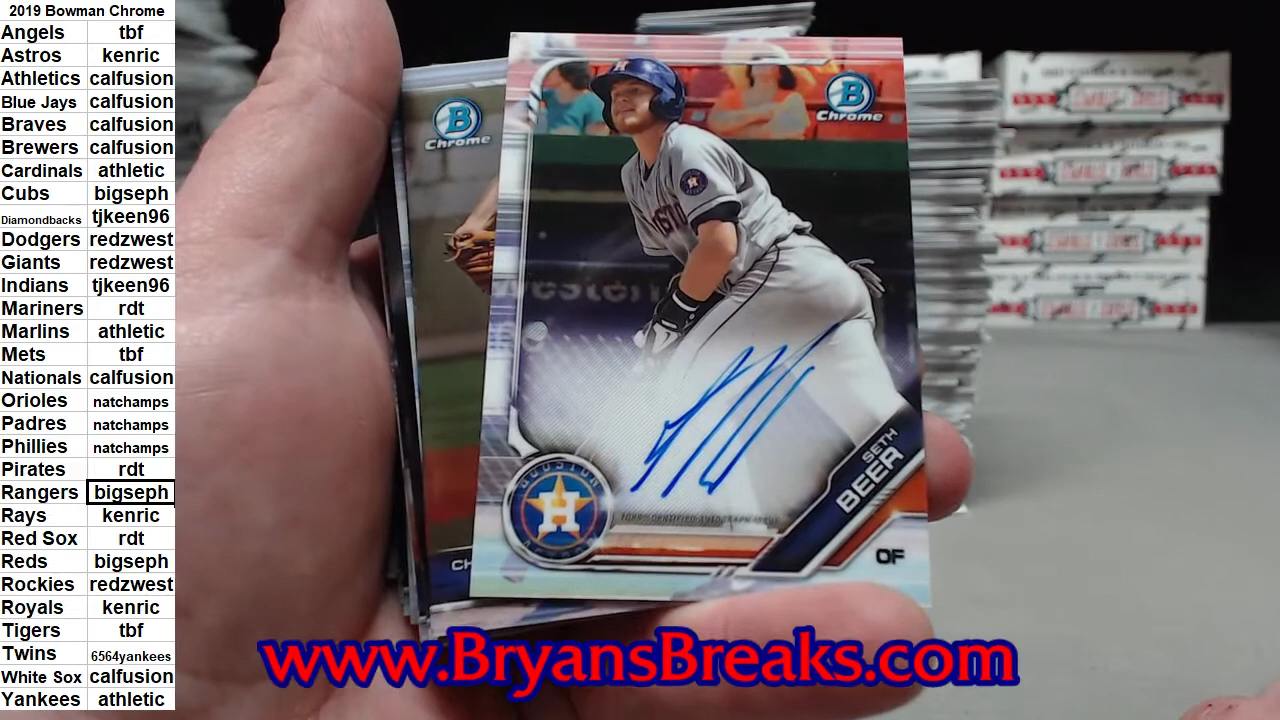 2019 Bowman Chrome
Angels tbf
Astros kenric
Athletics calfusion
Blue Jays calfusion
Braves calfusion
Brewers calfusion
Cardinals athletic
Cubs bigseph
Diamondbacks tjkeen96
Dodgers redzwest
Giants redzwest
Indians tjkeen96
Mariners rdt
Marlins athletic
Mets tbf
Nationals calfusion
Orioles natchamps
Padres natchamps
Phillies natchamps
Pirates rdt
Rangers bigseph
Rays kenric
Red Sox rdt
Reds bigseph
Rockies redzwest
Royals kenric
Tigers tbf
Twins 6564yankees
White Sox calfusion
Yankees athletic
B
Chrome
B
Chrome
H
HOUSTON
H
SETH
BEER
OF
CH
www.BryansBreaks.com